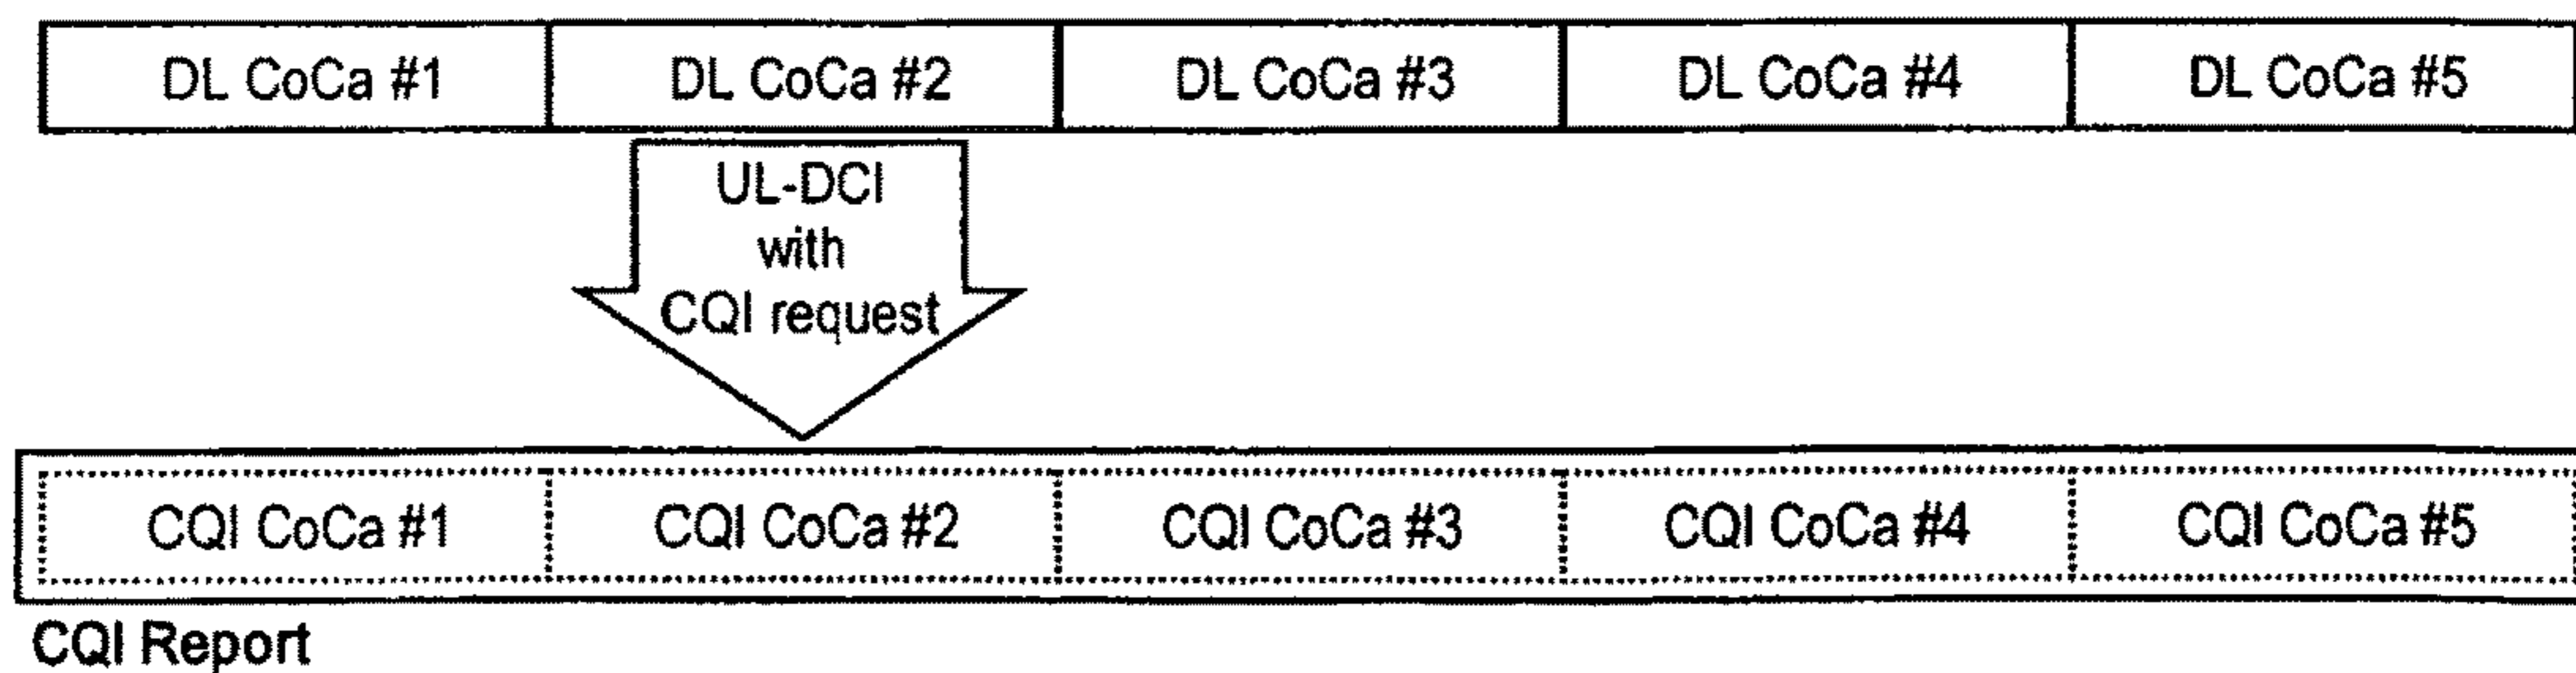 DL CoCa #1 DL CoCa #2 DL CoCa #3 DL CoCa #4 DL CoCa #5
UL-DCI
with
CQI request
CQI CoCa #1 CQI CoCa #2 CQI CoCa #3 CQI CoCa #4 CQI CoCa #5
CQI Report